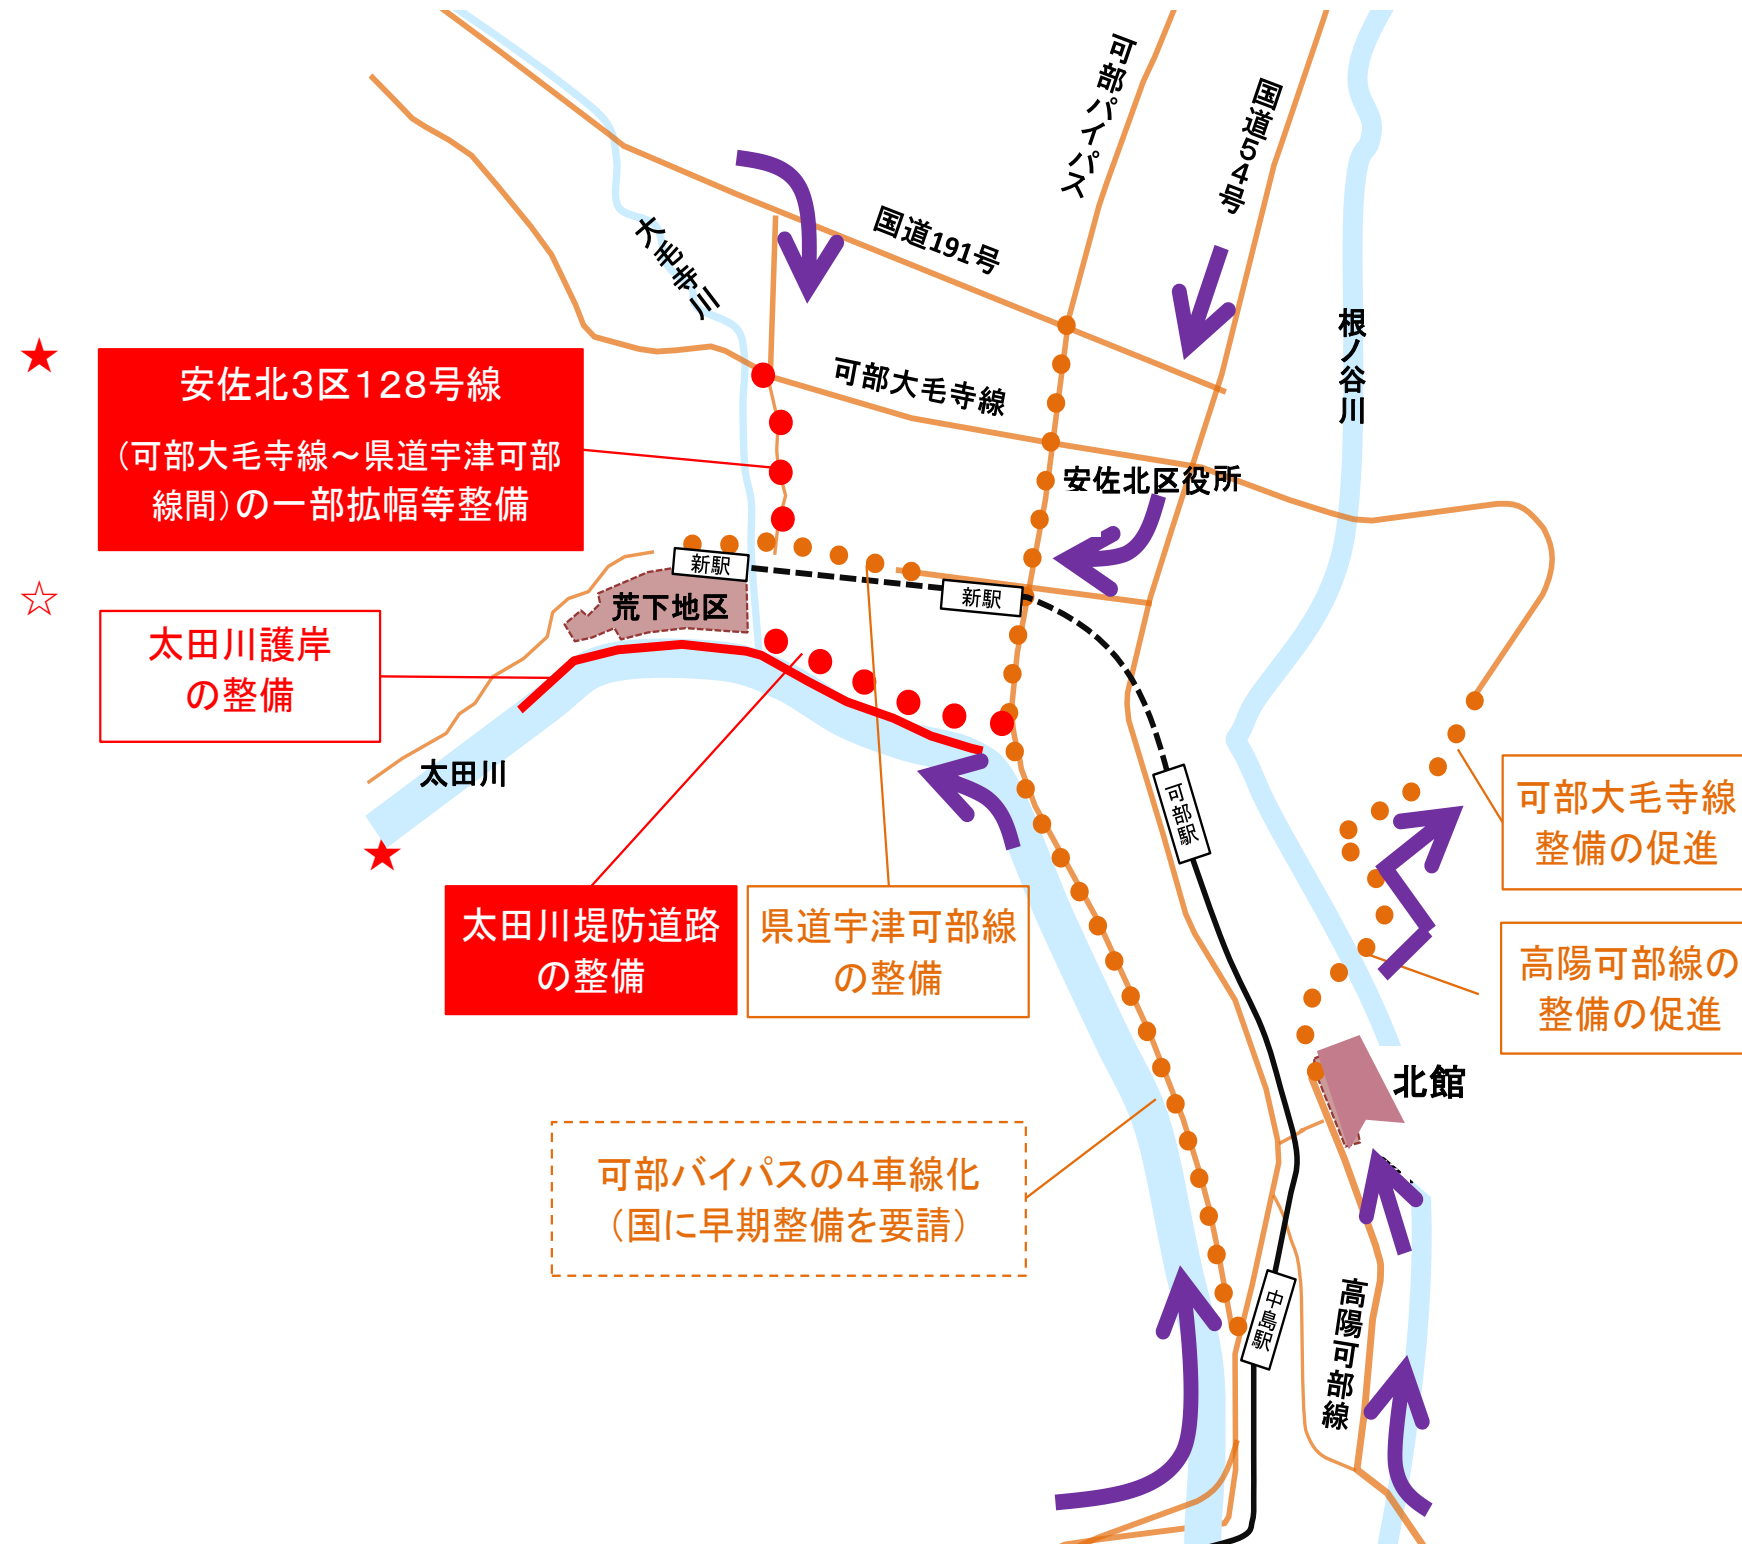 可部バイパス
国道54号
国道191号
大毛寺川
根ノ谷川
★
安佐北3区128号線
（可部大毛寺線～県道宇津可部
線間）の一部拡幅等整備
可部大毛寺線
安佐北区役所
新駅
新駅
☆
荒下地区
太田川護岸
の整備
太田川
可部駅
可部大毛寺線
整備の促進
★
太田川堤防道路
の整備
県道宇津可部線
の整備
高陽可部線の
整備の促進
北館
可部バイパスの4車線化
（国に早期整備を要請）
中島駅
高陽可部線